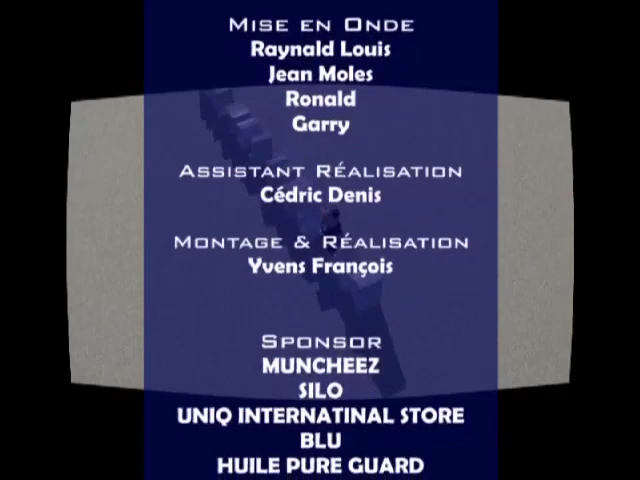 MISE EN ONDE
Raynald Louis
Jean Moles
Ronald
Garry
ASSISTANT RÉALISATION
Cédric Denis
MONTAGE & RÉALISATION
Yvens François
SPONSOR
MUNCHEEZ
SILO
UNIQ INTERNATINAL STORE
BLU
HUILE PURE GUARD